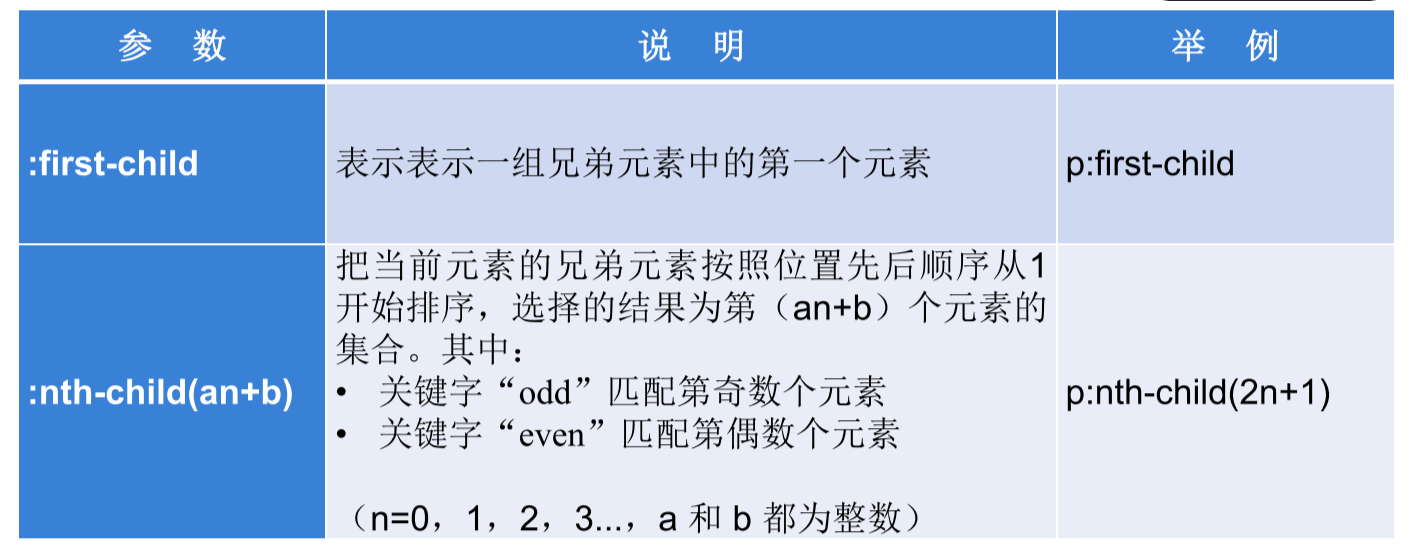 参 数 说 明 举 例
:first-child 表示表示一组兄弟元素中的第一个元素 p:first-child
把当前元素的兄弟元素按照位置先后顺序从1
开始排序，选择的结果为第（an+b）个元素的
集合。其中：
:nth-child(an+b) • 关键字“odd”匹配第奇数个元素 p:nth-child(2n+1)
• 关键字“even”匹配第偶数个元素
（n=0，1，2，3...，a 和 b 都为整数）